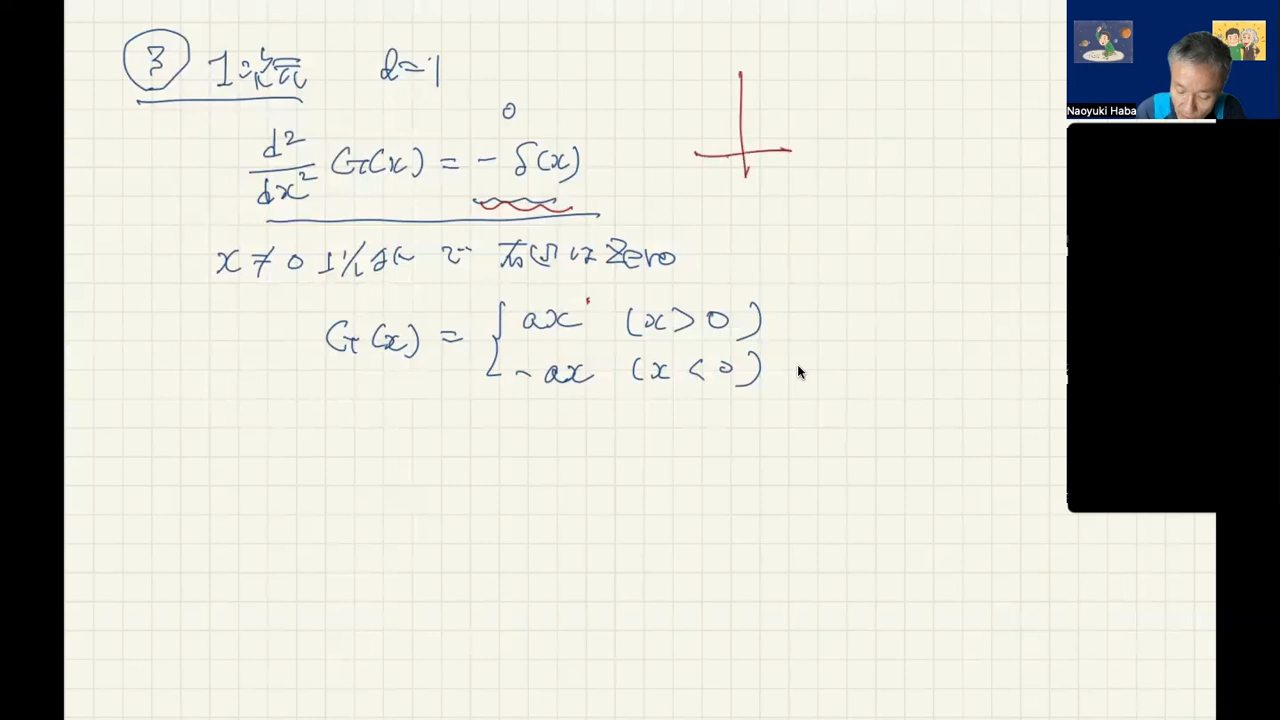 ③ 1次元 d=1
d²/dx² G(x) = - δ(x)
0
x ≠ 0 以外で 右辺は Zero
G(x) = { ax (x > 0)
- ax (x < 0)
Naoyuki Haba